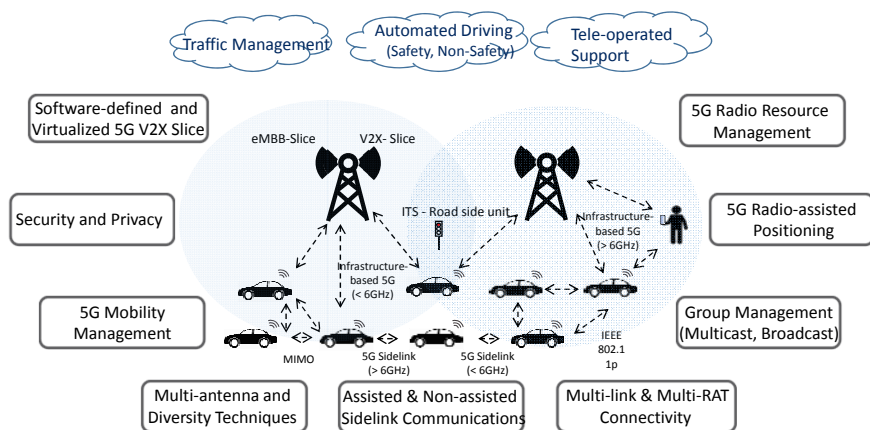 Traffic Management
Automated Driving
(Safety, Non-Safety)
Tele-operated
Support
Software-defined and
Virtualized 5G V2X Slice
eMBB-Slice
V2X- Slice
5G Radio Resource
Management
Security and Privacy
ITS - Road side unit
Infrastructure-
based 5G
(> 6GHz)
5G Radio-assisted
Positioning
Infrastructure-
based 5G
(< 6GHz)
5G Mobility
Management
Group Management
(Multicast, Broadcast)
MIMO
5G Sidelink
(> 6GHz)
5G Sidelink
(< 6GHz)
IEEE
802.1
1p
Multi-antenna and
Diversity Techniques
Assisted & Non-assisted
Sidelink Communications
Multi-link & Multi-RAT
Connectivity